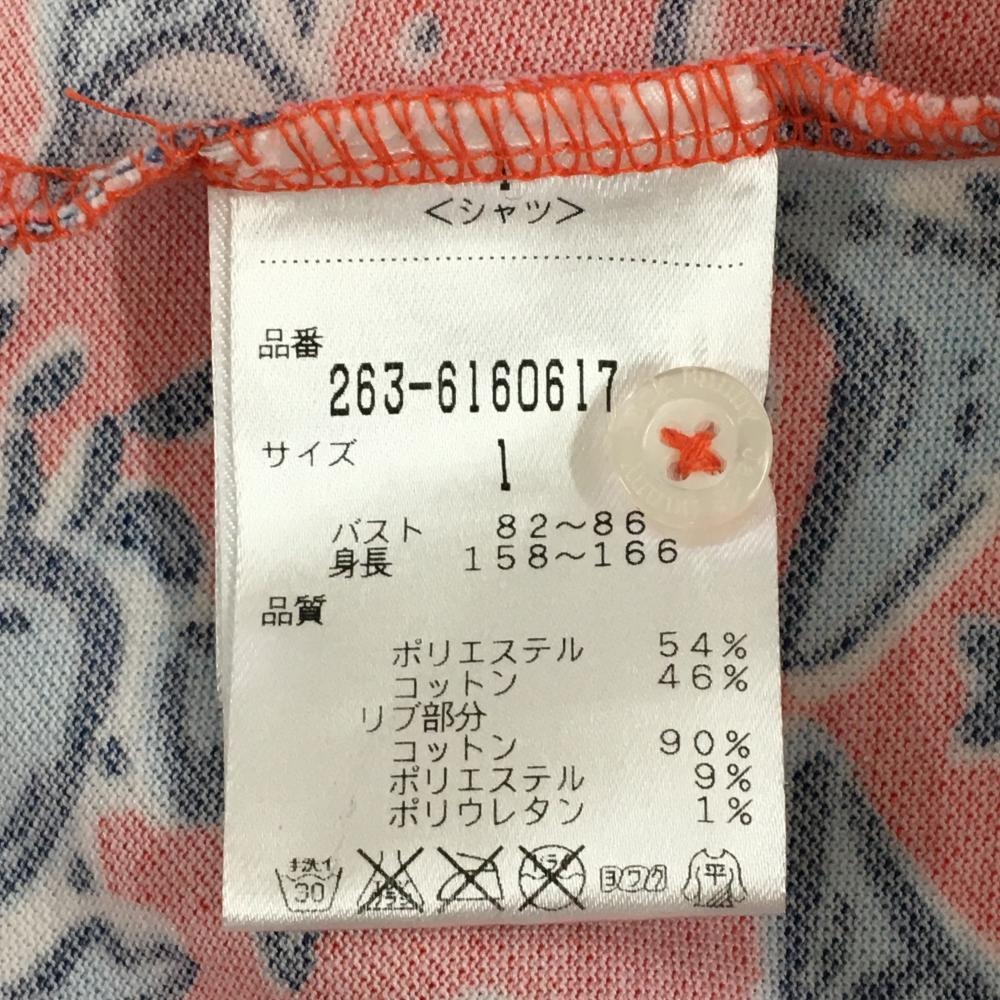 <シャツ>
品番
263-6160617
サイズ
1
バスト 82〜86
身長 158〜166
品質
ポリエステル 54%
コットン 46%
リブ部分
コットン 90%
ポリエステル 9%
ポリウレタン 1%
手洗イ
30
ヨワク
平